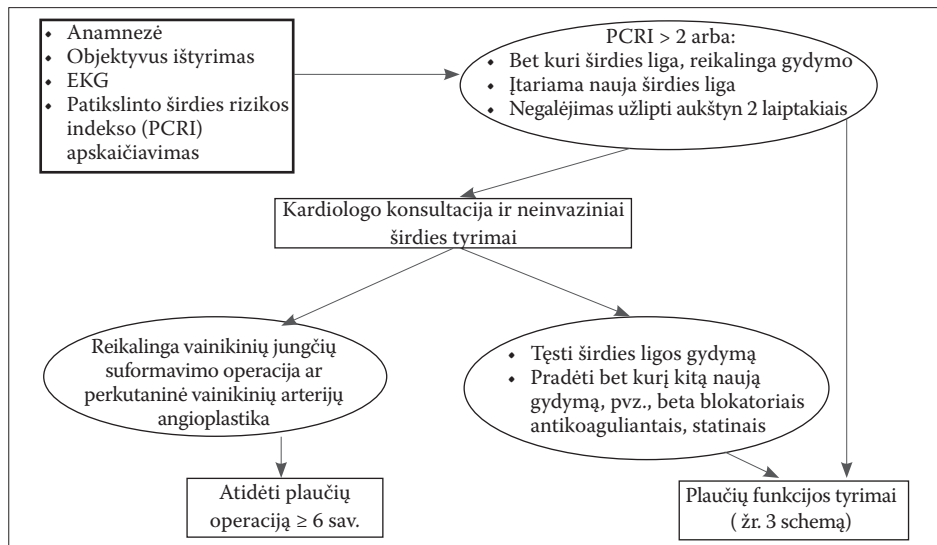 • Anamnezė
• Objektyvus ištyrimas
• EKG
• Patikslinto širdies rizikos
indekso (PCRI)
apskaičiavimas
PCRI > 2 arba:
• Bet kuri širdies liga, reikalinga gydymo
• Įtariama nauja širdies liga
• Negalėjimas užlipti aukštyn 2 laiptakiais
Kardiologo konsultacija ir neinvaziniai
širdies tyrimai
Reikalinga vainikinių jungčių
suformavimo operacija ar
perkutaninė vainikinių arterijų
angioplastika
• Tęsti širdies ligos gydymą
• Pradėti bet kurį kitą naują
gydymą, pvz., beta blokatoriais
antikoaguliantais, statinais
Atidėti plaučių
operaciją ≥ 6 sav.
Plaučių funkcijos tyrimai
( žr. 3 schemą)